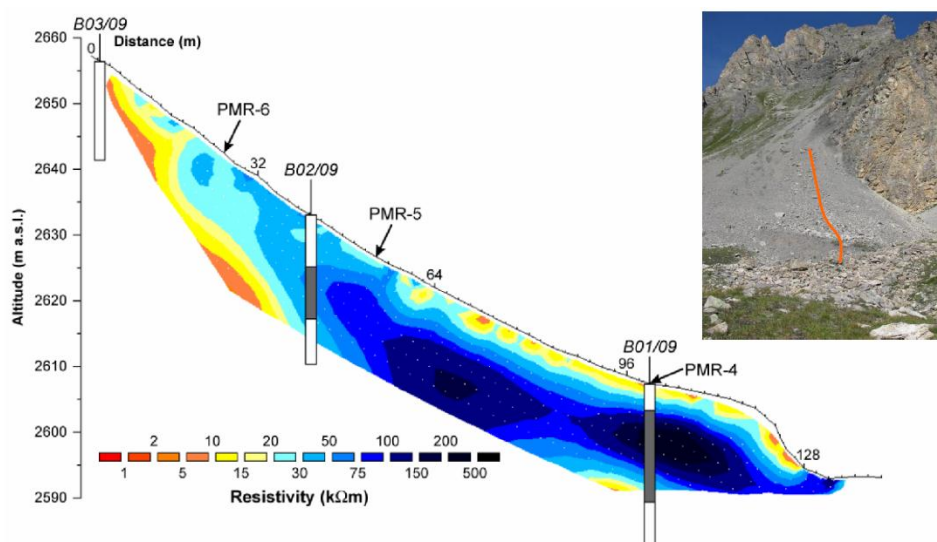 B03/09
2660
0
Distance (m)
2650
PMR-6
32
2640
B02/09
2630
PMR-5
64
2620
B01/09
2610
96
PMR-4
2600
2590
128
Altitude (m a.s.l.)
2 10 20 50 100 200
1 5 15 30 75 150 500
Resistivity (kΩm)